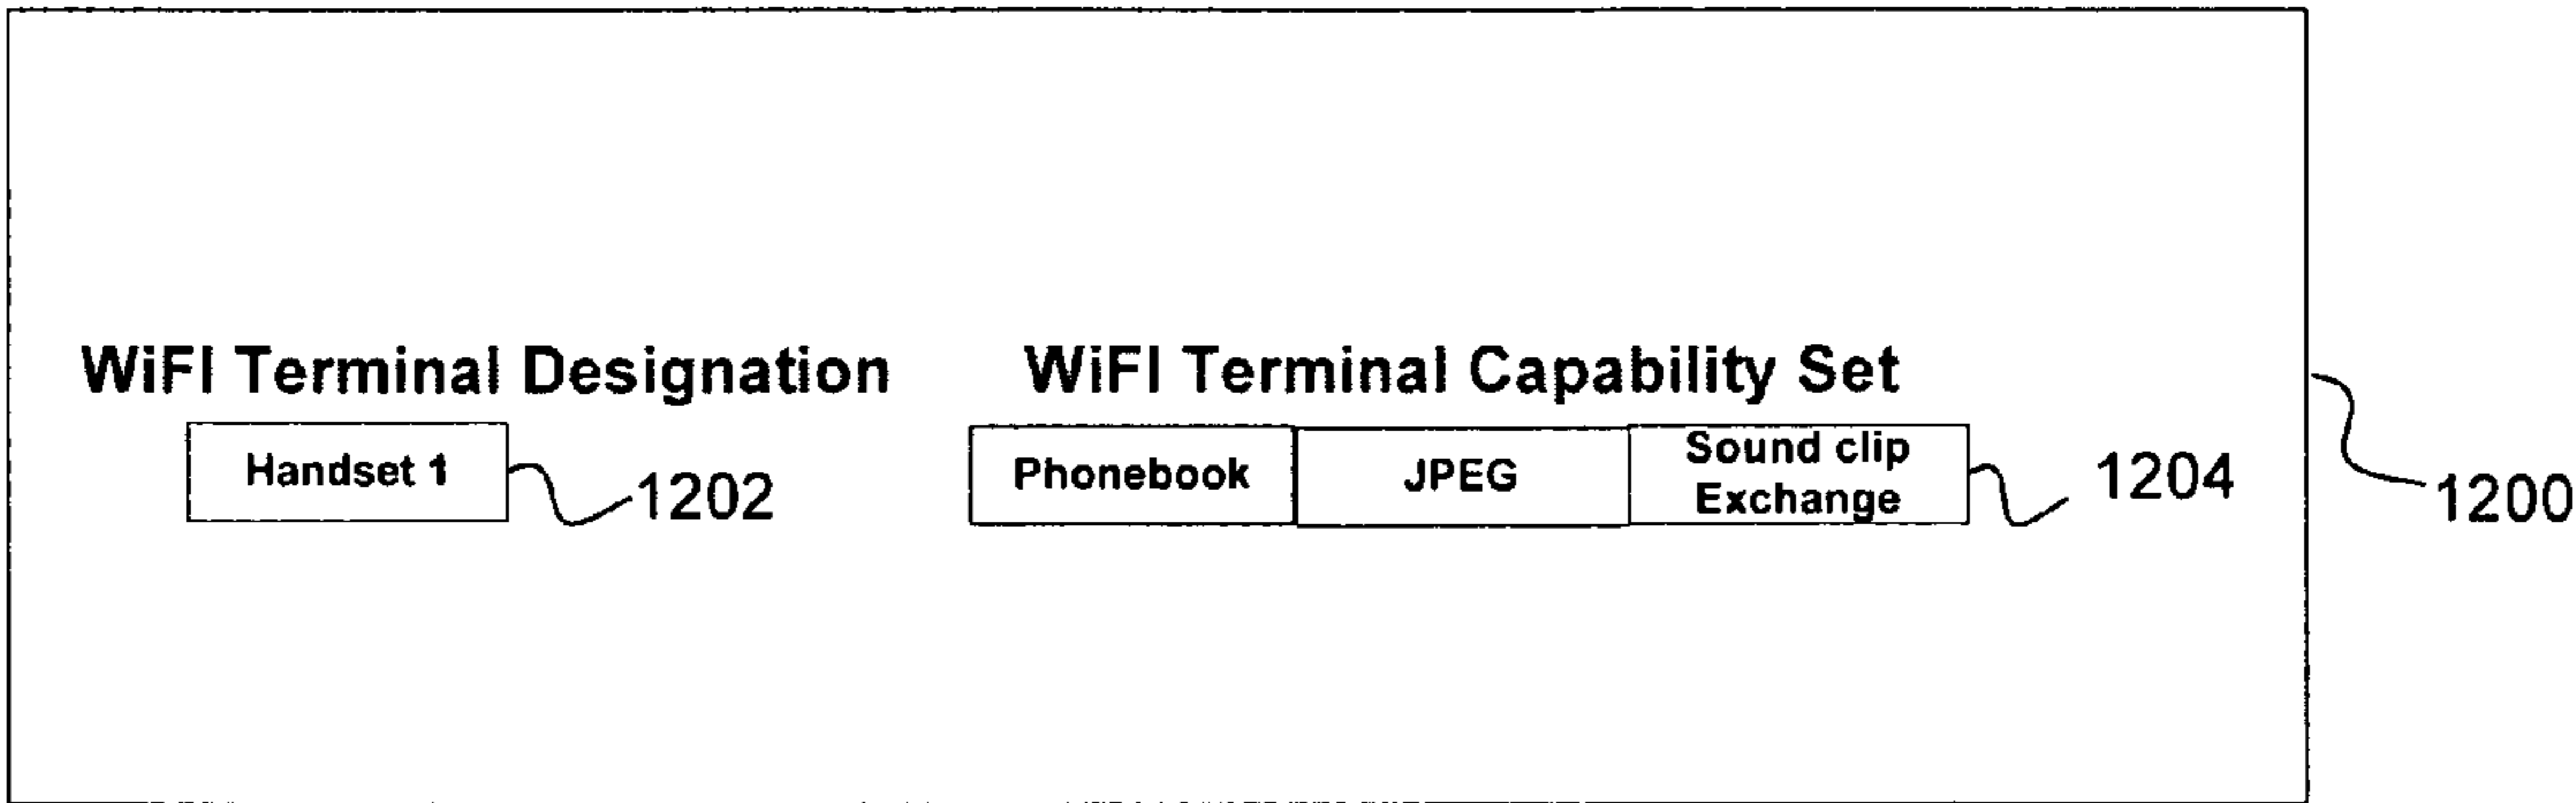 WiFI Terminal Designation
WiFI Terminal Capability Set
Handset 1
1202
Phonebook
JPEG
Sound clip
Exchange
1204
1200